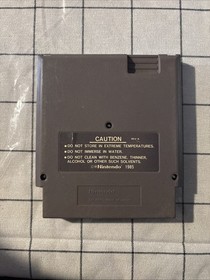 CAUTION
• DO NOT STORE IN EXTREME TEMPERATURES.
• DO NOT IMMERSE IN WATER.
• DO NOT CLEAN WITH BENZENE, THINNER,
ALCOHOL OR OTHER SUCH SOLVENTS.
Nintendo 1985